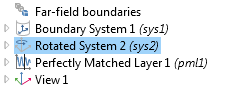 Far-field boundaries
Boundary System 1 (sys1)
Rotated System 2 (sys2)
Perfectly Matched Layer 1 (pml1)
View 1